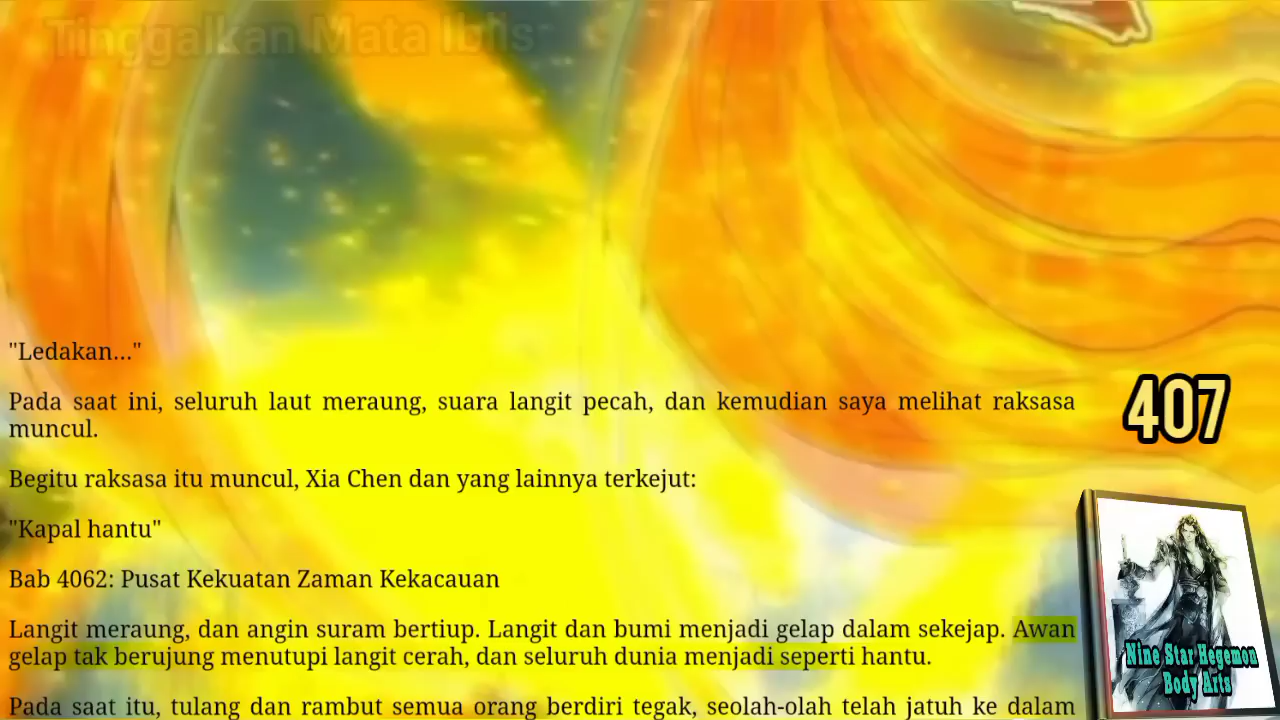 Tinggalkan Mata Iblis
"Ledakan..."
Pada saat ini, seluruh laut meraung, suara langit pecah, dan kemudian saya melihat raksasa
muncul.
Begitu raksasa itu muncul, Xia Chen dan yang lainnya terkejut:
"Kapal hantu"
Bab 4062: Pusat Kekuatan Zaman Kekacauan
Langit meraung, dan angin suram bertiup. Langit dan bumi menjadi gelap dalam sekejap. Awan
gelap tak berujung menutupi langit cerah, dan seluruh dunia menjadi seperti hantu.
Pada saat itu, tulang dan rambut semua orang berdiri tegak, seolah-olah telah jatuh ke dalam
407
Nine Star Hegemon
Body Arts